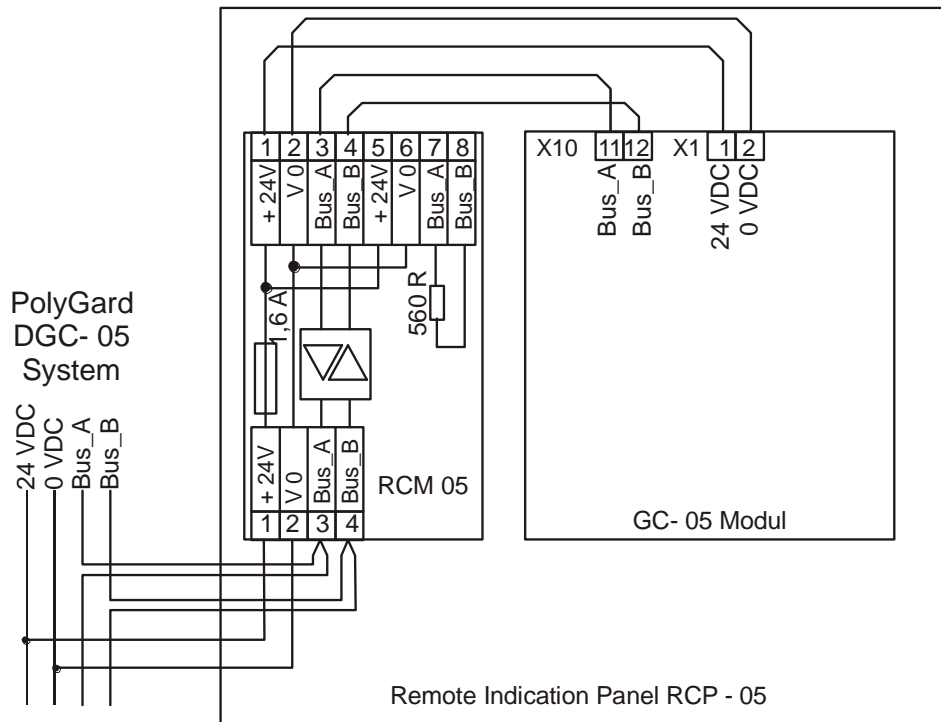 1 2 3 4 5 6 7 8
+ 24V
V 0
Bus_A
Bus_B
+ 24V
V 0
Bus_A
Bus_B
X10 11 12 X1 1 2
Bus_A
Bus_B
24 VDC
0 VDC
1,6 A
560 R
PolyGard
DGC- 05
System
24 VDC
0 VDC
Bus_A
Bus_B
+ 24V
V 0
Bus_A
Bus_B
1 2 3 4
RCM 05
GC- 05 Modul
Remote Indication Panel RCP - 05